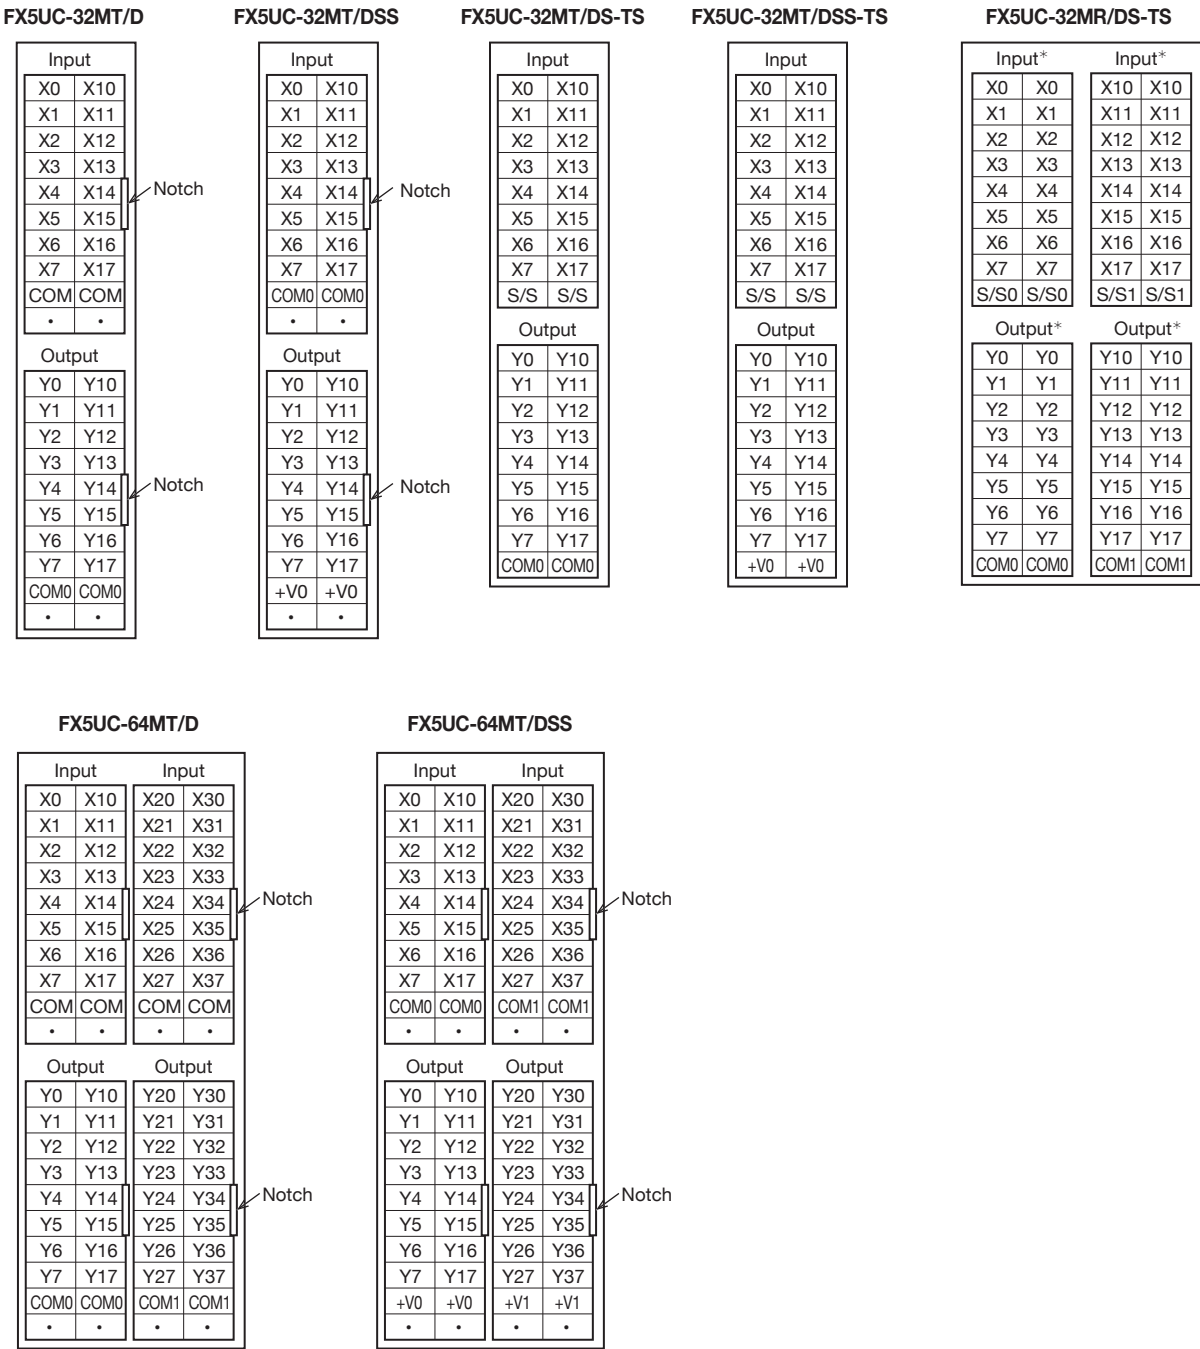 FX5UC-32MT/D FX5UC-32MT/DSS FX5UC-32MT/DS-TS FX5UC-32MT/DSS-TS FX5UC-32MR/DS-TS
Input
X0 X10
X1 X11
X2 X12
X3 X13
X4 X14
X5 X15
X6 X16
X7 X17
COM COM
• •
Notch
Output
Y0 Y10
Y1 Y11
Y2 Y12
Y3 Y13
Y4 Y14
Y5 Y15
Y6 Y16
Y7 Y17
COM0 COM0
• •
Notch
Input
X0 X10
X1 X11
X2 X12
X3 X13
X4 X14
X5 X15
X6 X16
X7 X17
COM0 COM0
• •
Notch
Output
Y0 Y10
Y1 Y11
Y2 Y12
Y3 Y13
Y4 Y14
Y5 Y15
Y6 Y16
Y7 Y17
+V0 +V0
• •
Notch
Input
X0 X10
X1 X11
X2 X12
X3 X13
X4 X14
X5 X15
X6 X16
X7 X17
S/S S/S
Output
Y0 Y10
Y1 Y11
Y2 Y12
Y3 Y13
Y4 Y14
Y5 Y15
Y6 Y16
Y7 Y17
COM0 COM0
Input
X0 X10
X1 X11
X2 X12
X3 X13
X4 X14
X5 X15
X6 X16
X7 X17
S/S S/S
Output
Y0 Y10
Y1 Y11
Y2 Y12
Y3 Y13
Y4 Y14
Y5 Y15
Y6 Y16
Y7 Y17
+V0 +V0
Input* Input*
X0 X0 X10 X10
X1 X1 X11 X11
X2 X2 X12 X12
X3 X3 X13 X13
X4 X4 X14 X14
X5 X5 X15 X15
X6 X6 X16 X16
X7 X7 X17 X17
S/S0 S/S0 S/S1 S/S1
Output* Output*
Y0 Y0 Y10 Y10
Y1 Y1 Y11 Y11
Y2 Y2 Y12 Y12
Y3 Y3 Y13 Y13
Y4 Y4 Y14 Y14
Y5 Y5 Y15 Y15
Y6 Y6 Y16 Y16
Y7 Y7 Y17 Y17
COM0 COM0 COM1 COM1
FX5UC-64MT/D FX5UC-64MT/DSS
Input Input
X0 X10 X20 X30
X1 X11 X21 X31
X2 X12 X22 X32
X3 X13 X23 X33
X4 X14 X24 X34
X5 X15 X25 X35
X6 X16 X26 X36
X7 X17 X27 X37
COM COM COM COM
• • • •
Notch
Output Output
Y0 Y10 Y20 Y30
Y1 Y11 Y21 Y31
Y2 Y12 Y22 Y32
Y3 Y13 Y23 Y33
Y4 Y14 Y24 Y34
Y5 Y15 Y25 Y35
Y6 Y16 Y26 Y36
Y7 Y17 Y27 Y37
COM0 COM0 COM1 COM1
• • • •
Notch
Input Input
X0 X10 X20 X30
X1 X11 X21 X31
X2 X12 X22 X32
X3 X13 X23 X33
X4 X14 X24 X34
X5 X15 X25 X35
X6 X16 X26 X36
X7 X17 X27 X37
COM0 COM0 COM1 COM1
• • • •
Notch
Output Output
Y0 Y10 Y20 Y30
Y1 Y11 Y21 Y31
Y2 Y12 Y22 Y32
Y3 Y13 Y23 Y33
Y4 Y14 Y24 Y34
Y5 Y15 Y25 Y35
Y6 Y16 Y26 Y36
Y7 Y17 Y27 Y37
+V0 +V0 +V1 +V1
• • • •
Notch